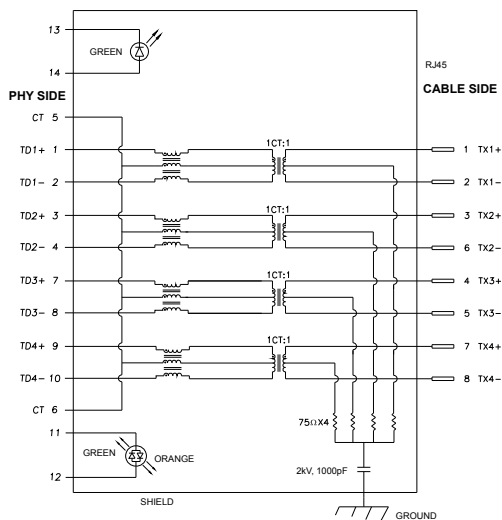 13
GREEN
14
RJ45
PHY SIDE
CABLE SIDE
CT 5
1CT:1
TD1+ 1
1 TX1+
TD1- 2
2 TX1-
1CT:1
TD2+ 3
3 TX2+
TD2- 4
6 TX2-
1CT:1
TD3+ 7
4 TX3+
TD3- 8
5 TX3-
1CT:1
TD4+ 9
7 TX4+
TD4- 10
8 TX4-
CT 6
75ΩX4
11
GREEN
ORANGE
12
2kV, 1000pF
SHIELD
GROUND